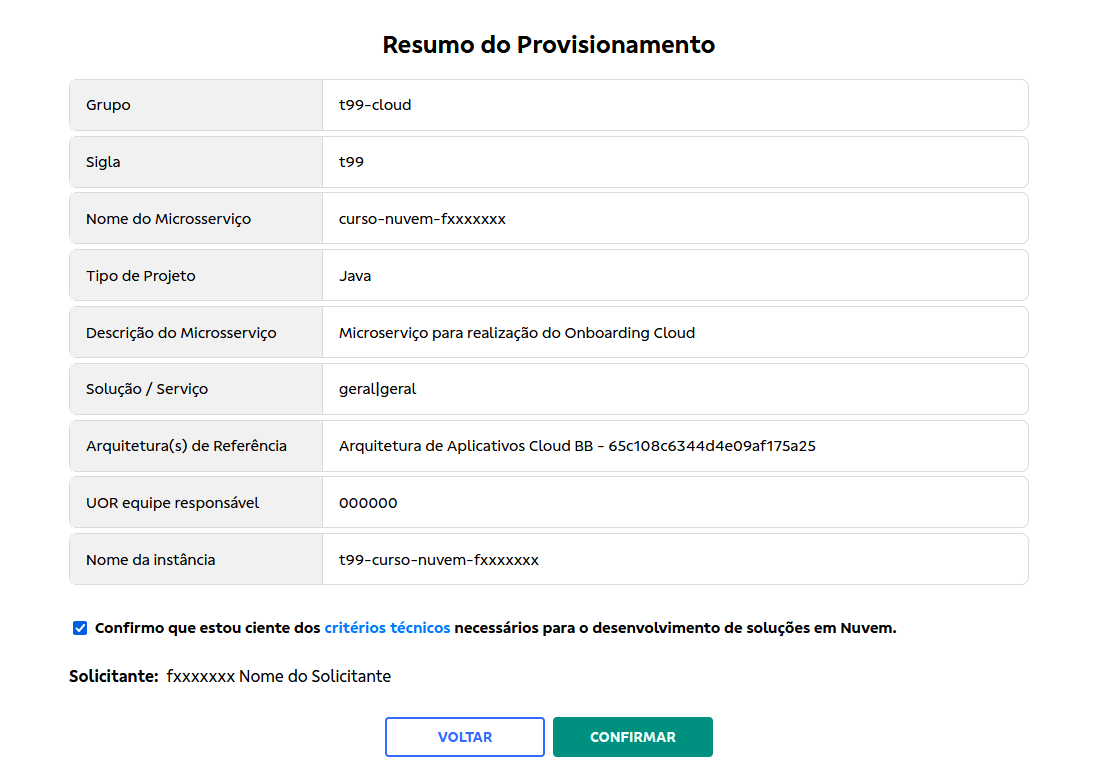 Resumo do Provisionamento
Grupo t99-cloud
Sigla t99
Nome do Microsserviço curso-nuvem-fxxxxxxx
Tipo de Projeto Java
Descrição do Microsserviço Microserviço para realização do Onboarding Cloud
Solução / Serviço geral|geral
Arquitetura(s) de Referência Arquitetura de Aplicativos Cloud BB - 65c108c6344d4e09af175a25
UOR equipe responsável 000000
Nome da instância t99-curso-nuvem-fxxxxxxx
Confirmo que estou ciente dos critérios técnicos necessários para o desenvolvimento de soluções em Nuvem.
Solicitante: fxxxxxxx Nome do Solicitante
VOLTAR CONFIRMAR